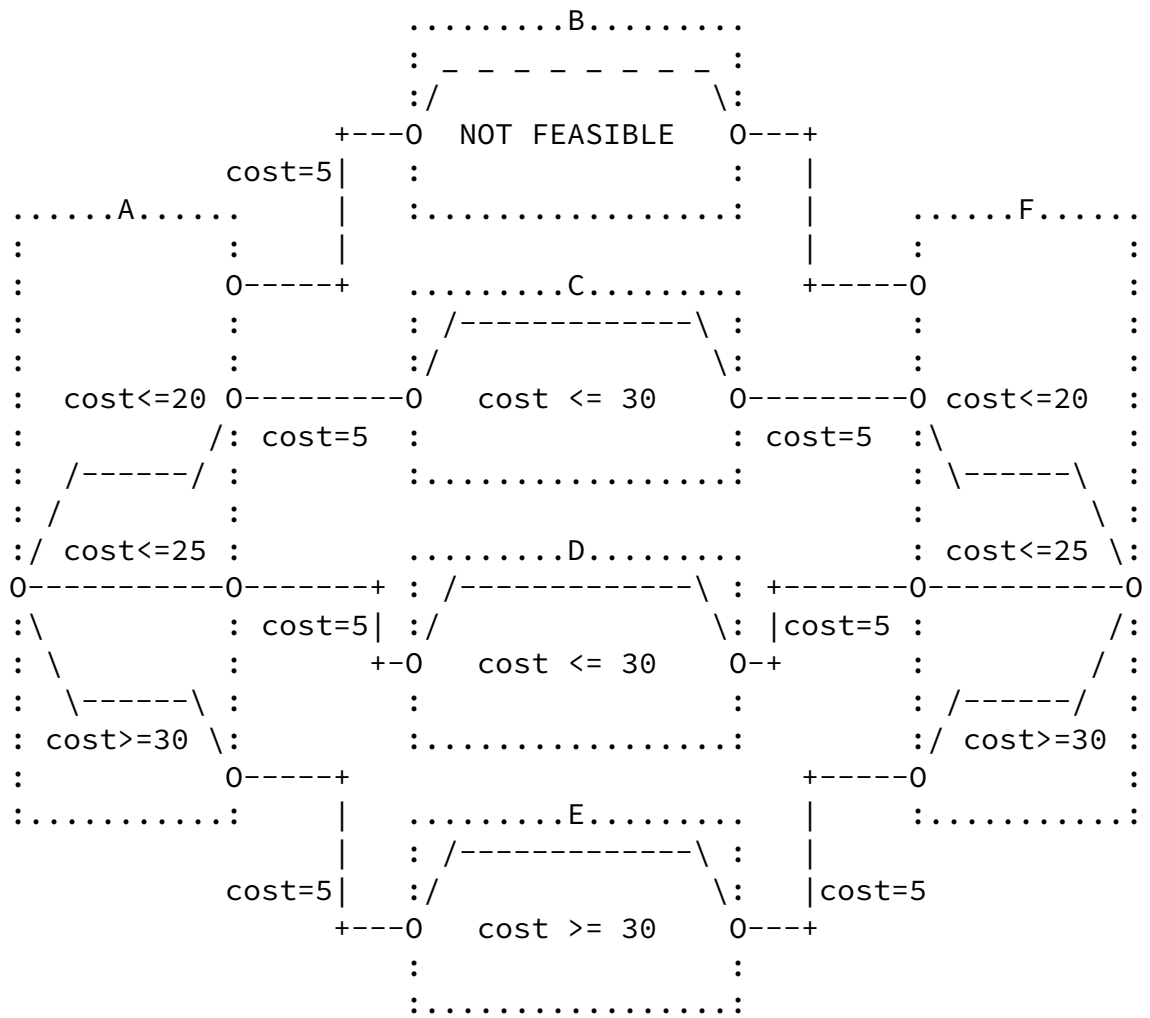 B
NOT FEASIBLE
cost=5
A F
C
cost<=20 cost <= 30 cost<=20
cost=5 cost=5
cost<=25 D cost<=25
cost=5 cost=5
cost <= 30
cost>=30 cost>=30
E
cost=5 cost=5
cost >= 30